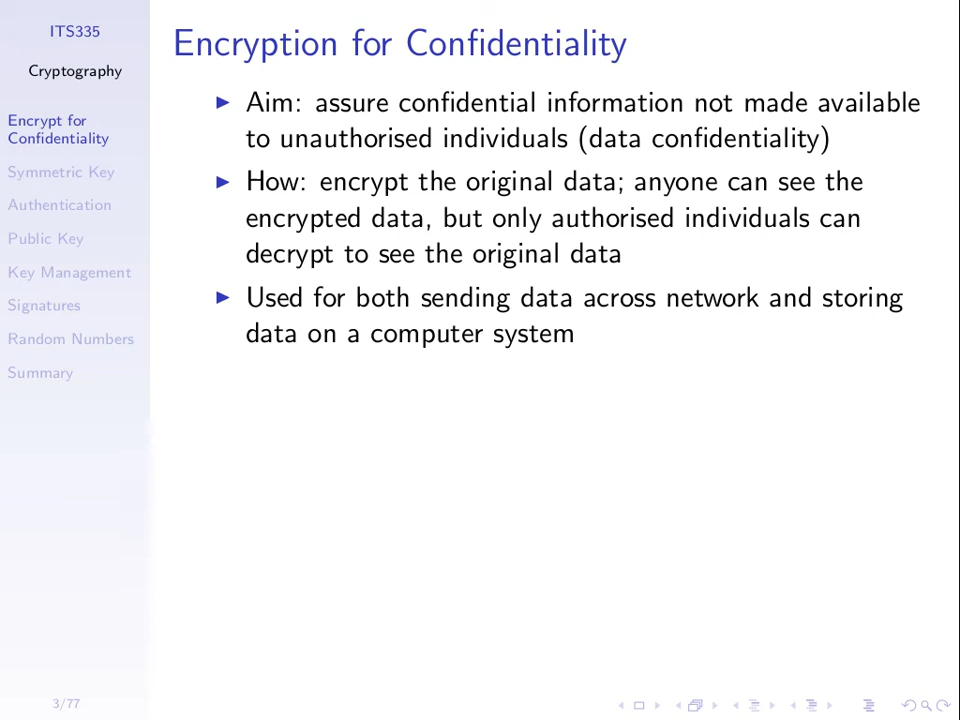 ITS335
Cryptography
Encrypt for
Confidentiality
Symmetric Key
Authentication
Public Key
Key Management
Signatures
Random Numbers
Summary
3/77
Encryption for Confidentiality
Aim: assure confidential information not made available
to unauthorised individuals (data confidentiality)
How: encrypt the original data; anyone can see the
encrypted data, but only authorised individuals can
decrypt to see the original data
Used for both sending data across network and storing
data on a computer system